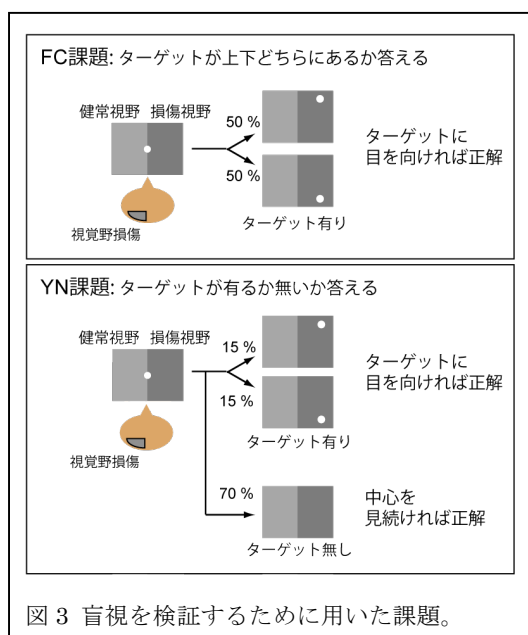 FC課題: ターゲットが上下どちらにあるか答える
健常視野 損傷視野
50 %
50 %
ターゲットに
目を向ければ正解
ターゲット有り
視覚野損傷
YN課題: ターゲットが有るか無いか答える
健常視野 損傷視野
15 %
15 %
ターゲットに
目を向ければ正解
ターゲット有り
視覚野損傷
70 %
中心を
見続ければ正解
ターゲット無し
図 3 盲視を検証するために用いた課題。